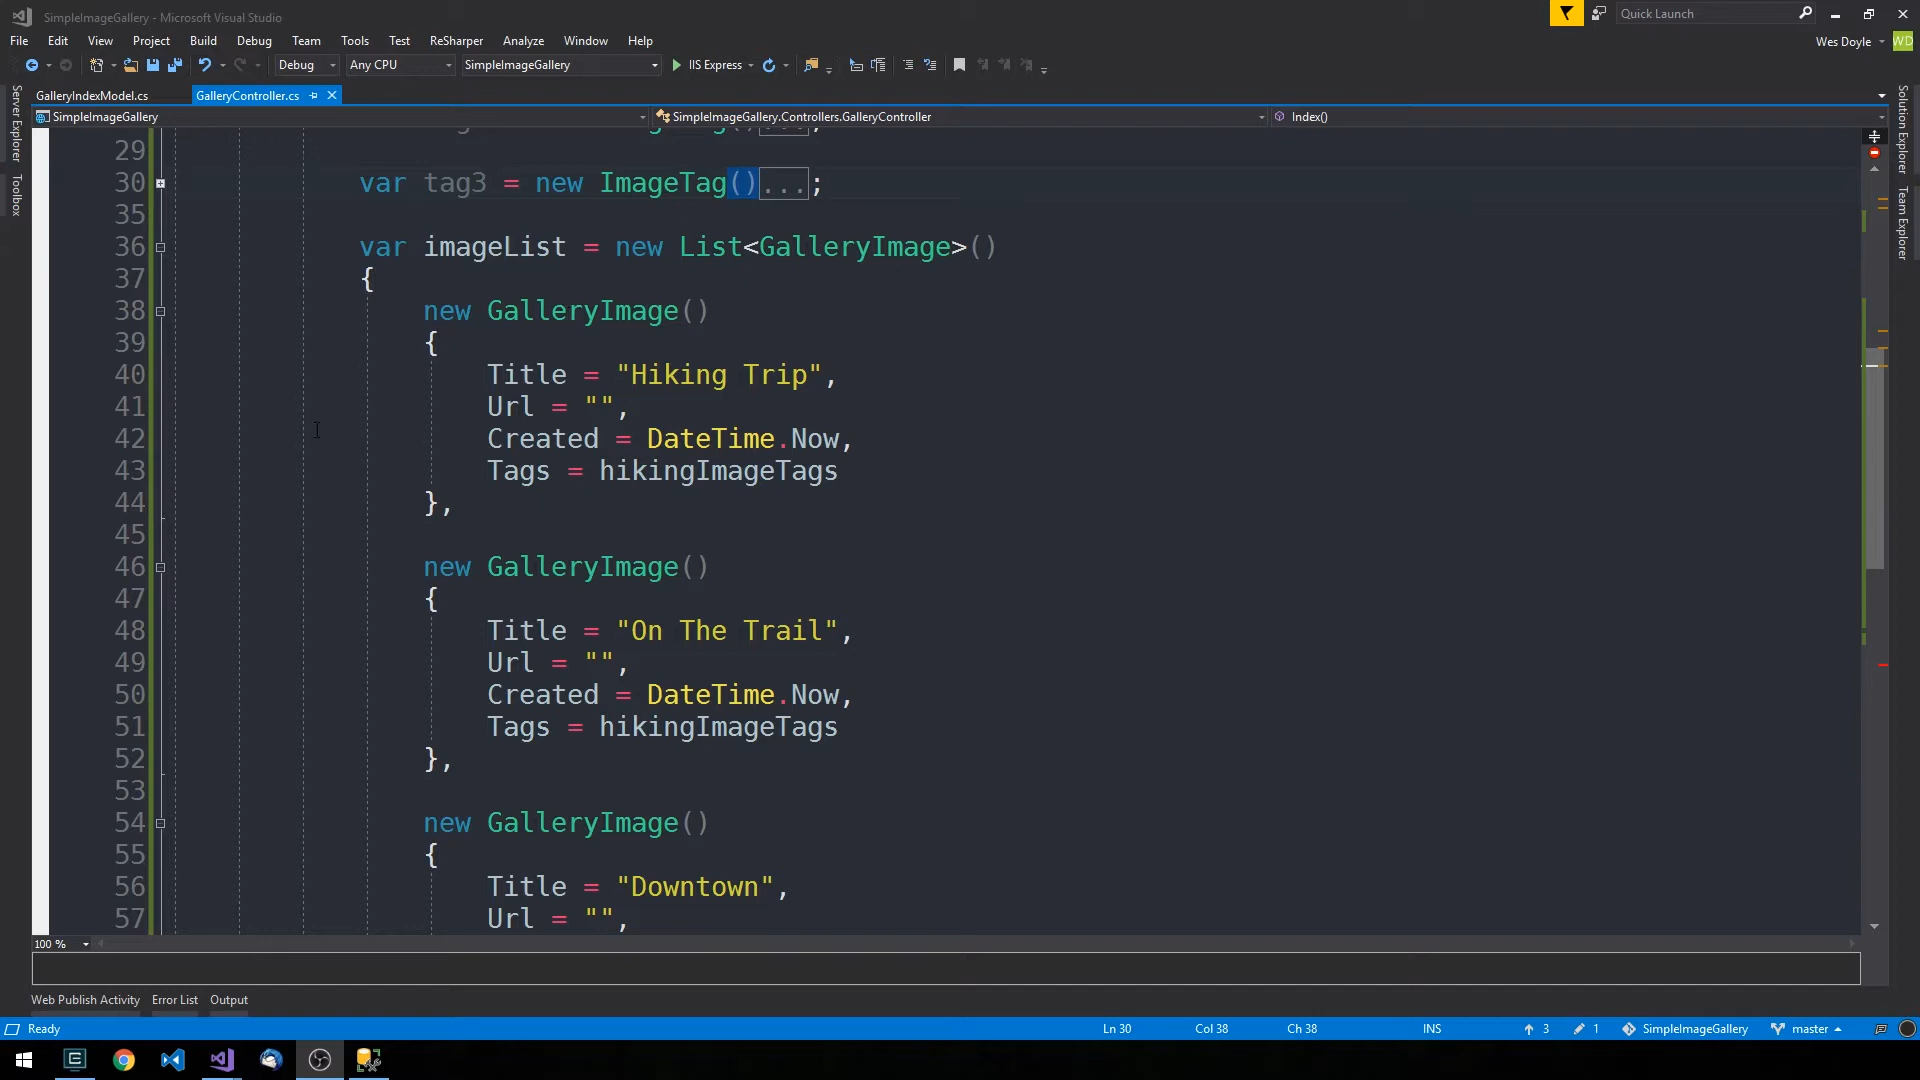 SimpleImageGallery - Microsoft Visual Studio
Quick Launch
File Edit View Project Build Debug Team Tools Test ReSharper Analyze Window Help
Wes Doyle WD
Debug Any CPU SimpleImageGallery IIS Express
GalleryIndexModel.cs GalleryController.cs
SimpleImageGallery SimpleImageGallery.Controllers.GalleryController Index()
Server Explorer
Toolbox
Solution Explorer
Team Explorer
29
30 var tag3 = new ImageTag()...;
35
36 var imageList = new List<GalleryImage>()
37 {
38 new GalleryImage()
39 {
40 Title = "Hiking Trip",
41 Url = "",
42 Created = DateTime.Now,
43 Tags = hikingImageTags
44 },
45
46 new GalleryImage()
47 {
48 Title = "On The Trail",
49 Url = "",
50 Created = DateTime.Now,
51 Tags = hikingImageTags
52 },
53
54 new GalleryImage()
55 {
56 Title = "Downtown",
57 Url = "",
100 %
Web Publish Activity Error List Output
Ready Ln 30 Col 38 Ch 38 INS 3 1 SimpleImageGallery master